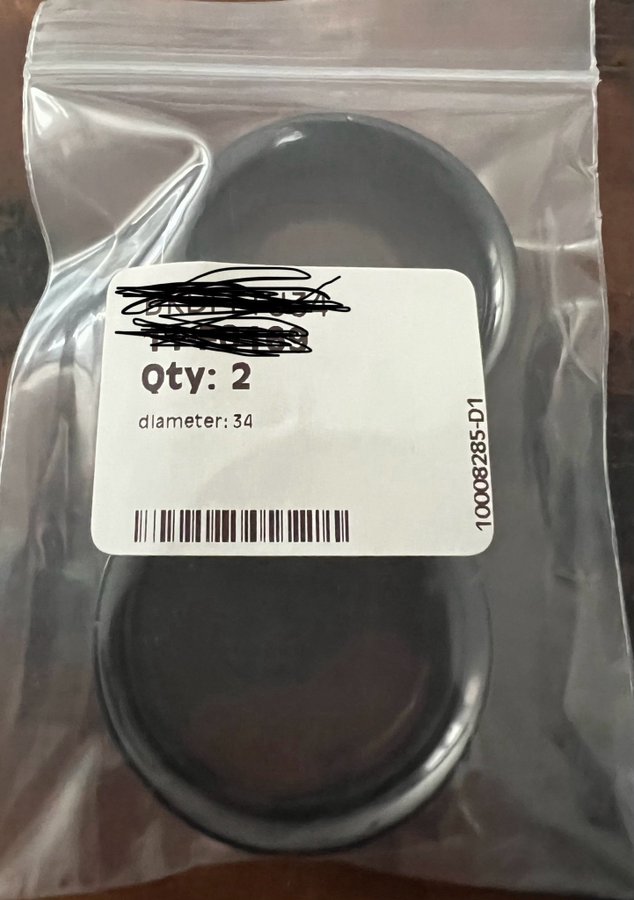 Qty: 2
diameter: 34
10008285-D1